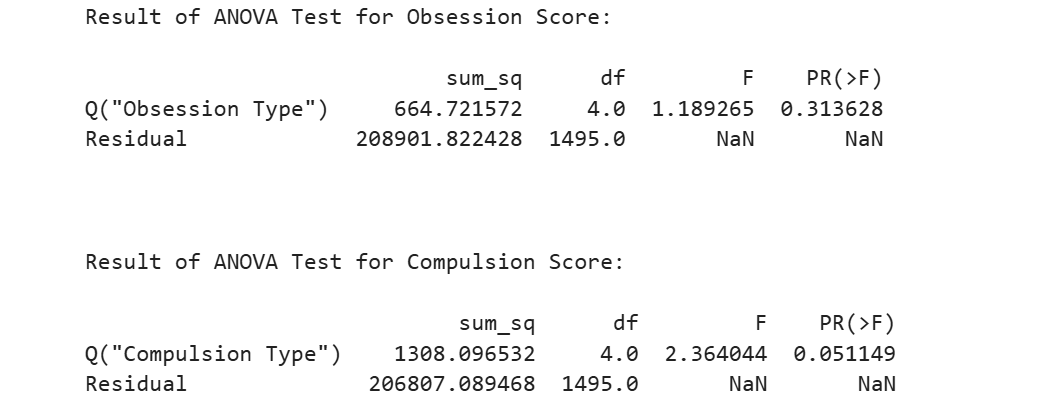 Result of ANOVA Test for Obsession Score:
sum_sq df F PR(>F)
Q("Obsession Type") 664.721572 4.0 1.189265 0.313628
Residual 208901.822428 1495.0 NaN NaN
Result of ANOVA Test for Compulsion Score:
sum_sq df F PR(>F)
Q("Compulsion Type") 1308.096532 4.0 2.364044 0.051149
Residual 206807.089468 1495.0 NaN NaN